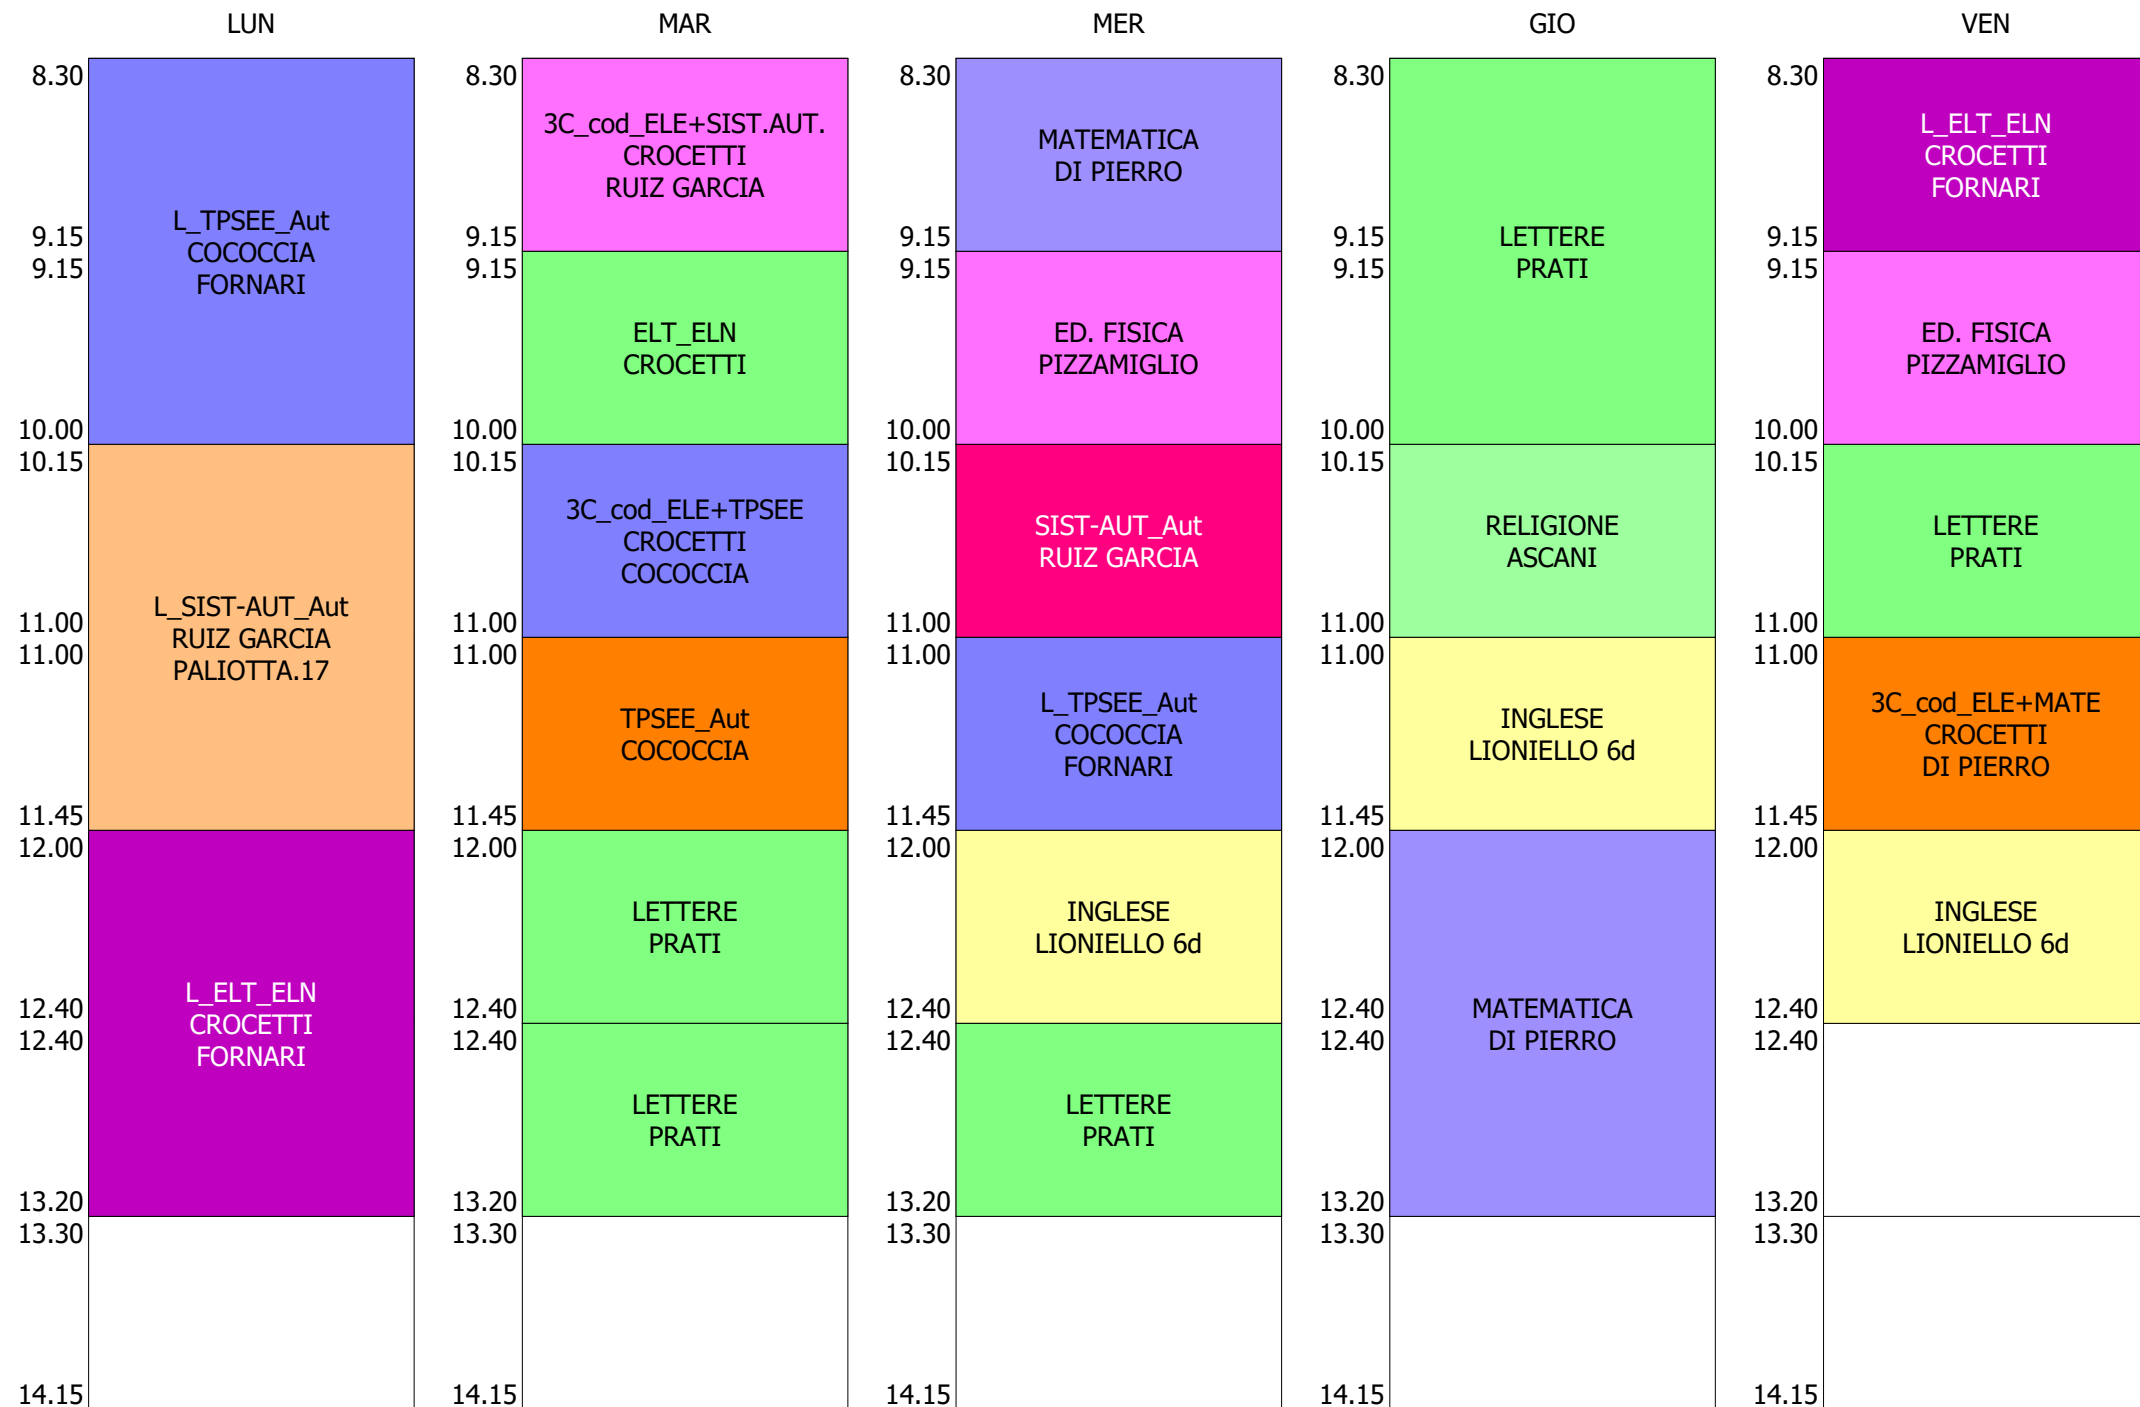 LUN
8.30
L_TPSEE_Aut
COCOCCIA
FORNARI
9.15
9.15
10.00
10.15
L_SIST-AUT_Aut
RUIZ GARCIA
PALIOTTA.17
11.00
11.00
11.45
12.00
L_ELT_ELN
CROCETTI
FORNARI
12.40
12.40
13.20
13.30
14.15
MAR
8.30
3C_cod_ELE+SIST.AUT.
CROCETTI
RUIZ GARCIA
9.15
9.15
ELT_ELN
CROCETTI
10.00
10.15
3C_cod_ELE+TPSEE
CROCETTI
COCOCCIA
11.00
11.00
TPSEE_Aut
COCOCCIA
11.45
12.00
LETTERE
PRATI
12.40
12.40
LETTERE
PRATI
13.20
13.30
14.15
MER
8.30
MATEMATICA
DI PIERRO
9.15
9.15
ED. FISICA
PIZZAMIGLIO
10.00
10.15
SIST-AUT_Aut
RUIZ GARCIA
11.00
11.00
L_TPSEE_Aut
COCOCCIA
FORNARI
11.45
12.00
INGLESE
LIONIELLO 6d
12.40
12.40
LETTERE
PRATI
13.20
13.30
14.15
GIO
8.30
LETTERE
PRATI
9.15
9.15
10.00
10.15
RELIGIONE
ASCANI
11.00
11.00
INGLESE
LIONIELLO 6d
11.45
12.00
MATEMATICA
DI PIERRO
12.40
12.40
13.20
13.30
14.15
VEN
8.30
L_ELT_ELN
CROCETTI
FORNARI
9.15
9.15
ED. FISICA
PIZZAMIGLIO
10.00
10.15
LETTERE
PRATI
11.00
11.00
3C_cod_ELE+MATE
CROCETTI
DI PIERRO
11.45
12.00
INGLESE
LIONIELLO 6d
12.40
12.40
13.20
13.30
14.15